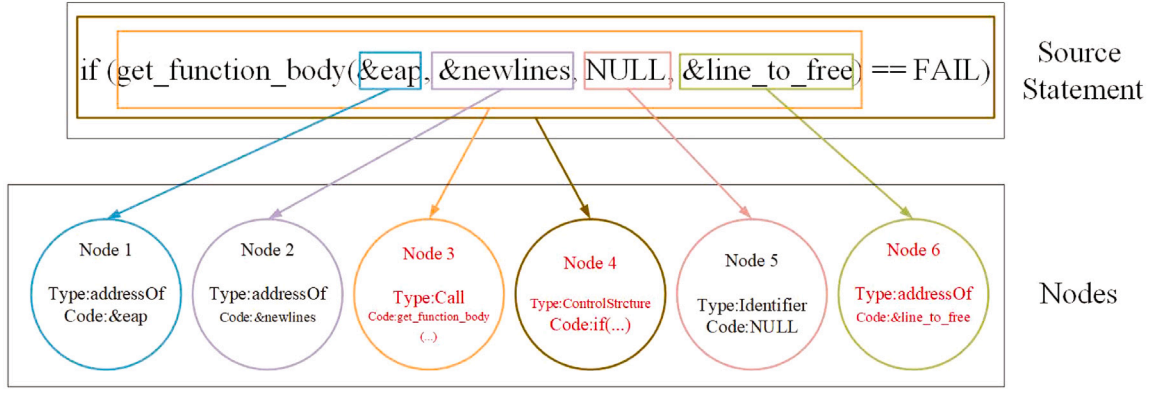 if (get_function_body(&eap, &newlines, NULL, &line_to_free) == FAIL)
Source
Statement
Node 1
Type:addressOf
Code:&eap
Node 2
Type:addressOf
Code:&newlines
Node 3
Type:Call
Code:get_function_body
(...)
Node 4
Type:ControlStrcture
Code:if(...)
Node 5
Type:Identifier
Code:NULL
Node 6
Type:addressOf
Code:&line_to_free
Nodes